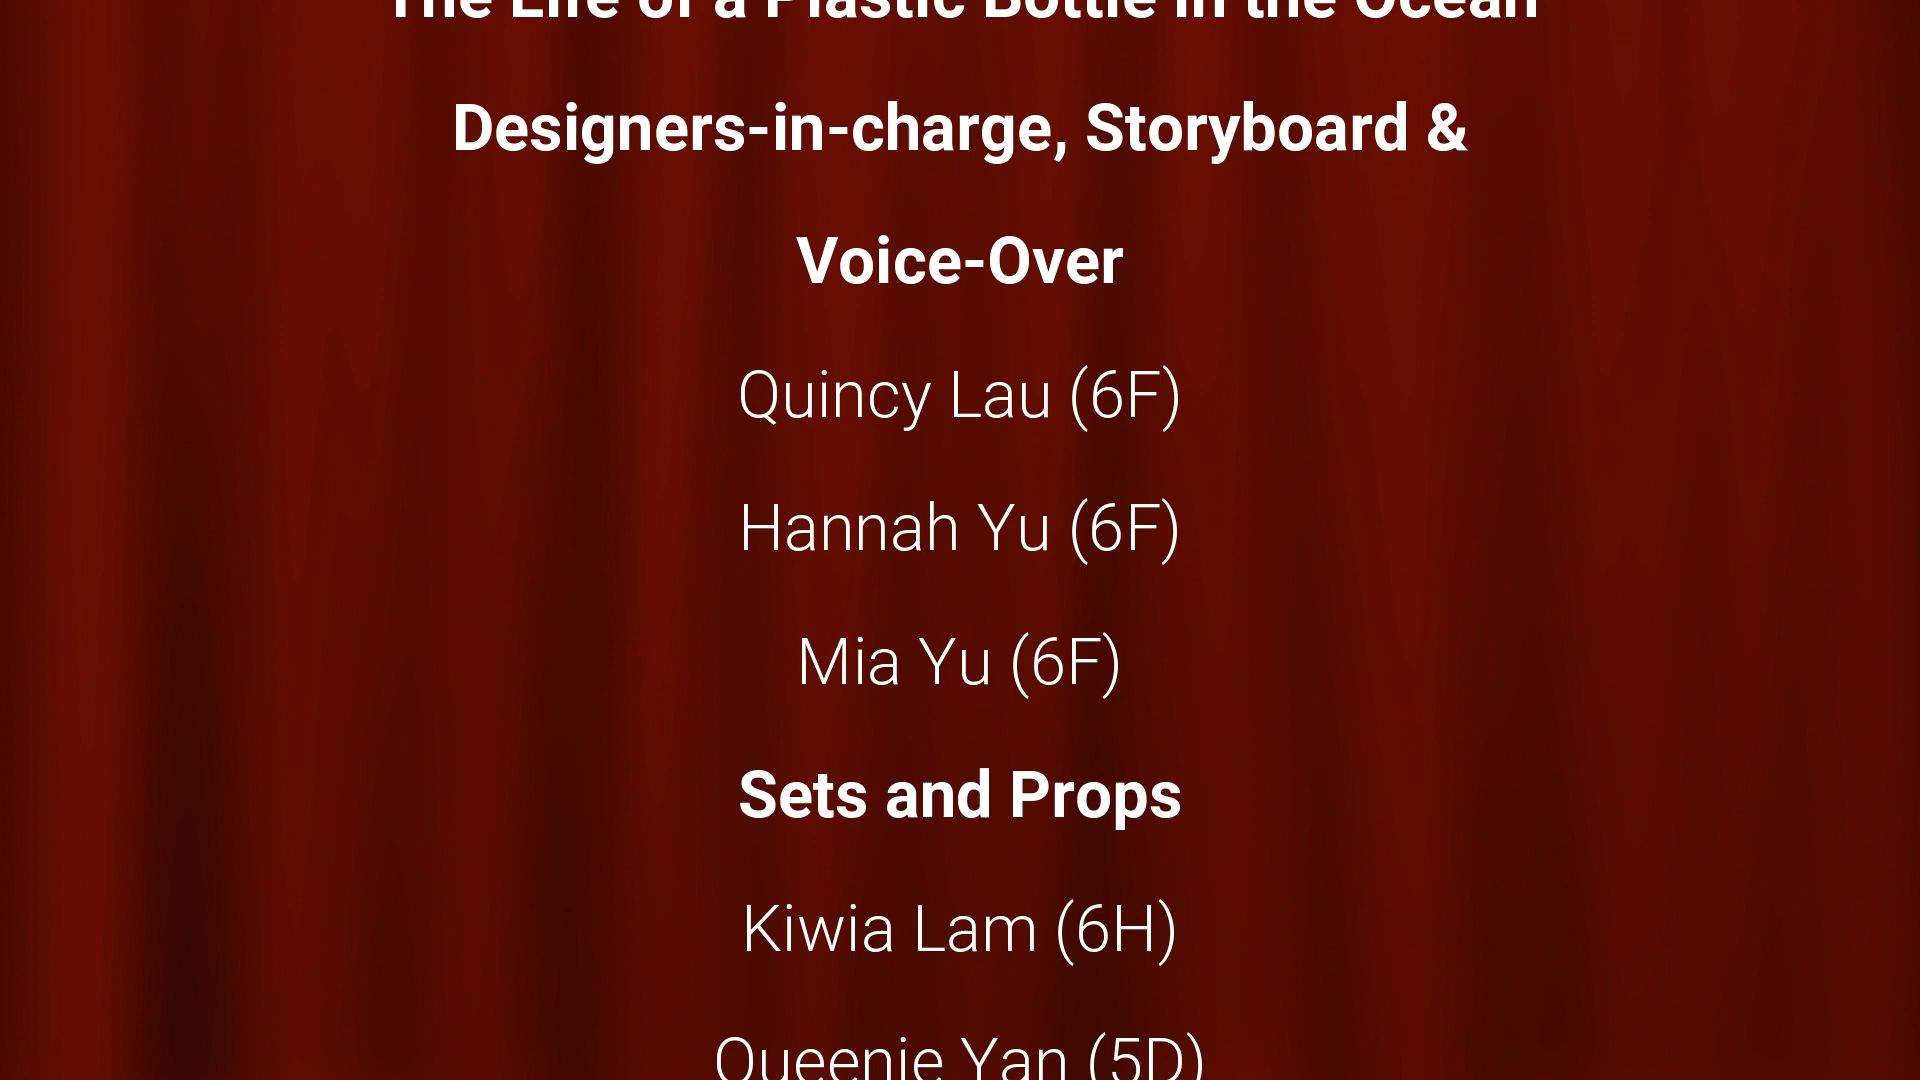 The Life of a Plastic Bottle in the Ocean
Designers-in-charge, Storyboard &
Voice-Over
Quincy Lau (6F)
Hannah Yu (6F)
Mia Yu (6F)
Sets and Props
Kiwia Lam (6H)
Queenie Yan (5D)